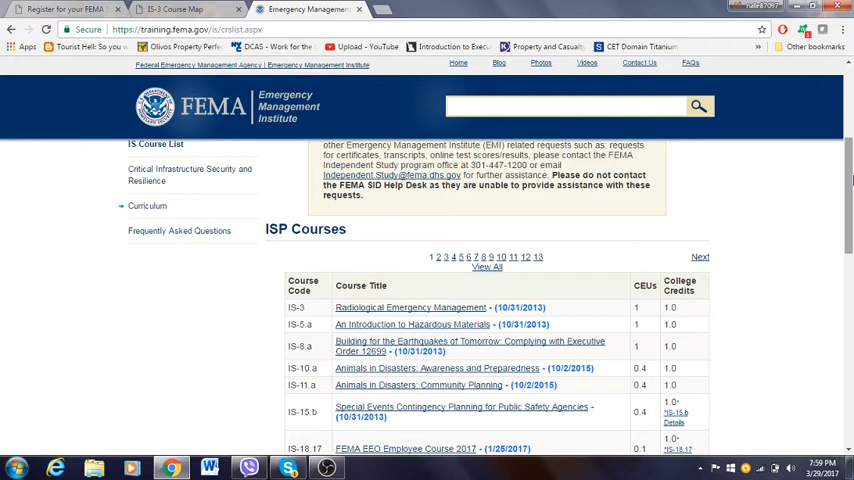 nate87097
Register for your FEMA
IS-3 Course Map
Emergency Management
Secure
https://training.fema.gov/is/crslist.aspx
Apps
Tourist Hell: So you w
Olivos Property
DCAS - Work for the
Upload - YouTube
Introduction to Execu
Property and Casualty
CET Domain Titanium
»
Other bookmarks
Federal Emergency Management Agency | Emergency Management Institute
Home
Blog
Photos
Videos
Contact Us
FAQs
FEMA
Emergency
Management
Institute
IS Course List
Critical Infrastructure Security and
Resilience
Curriculum
Frequently Asked Questions
other Emergency Management Institute (EMI) related requests such as: requests
for certificates, transcripts, online test scores/results, please contact the FEMA
Independent Study program office at 301-447-1200 or email
Independent.Study@fema.dhs.gov for further assistance. Please do not contact
the FEMA SID Help Desk as they are unable to provide assistance with these
requests.
ISP Courses
1 2 3 4 5 6 7 8 9 10 11 12 13
Next
View All
Course Code
Course Title
CEUs
College Credits
IS-3
Radiological Emergency Management - (10/31/2013)
1
1.0
IS-5.a
An Introduction to Hazardous Materials - (10/31/2013)
1
1.0
IS-8.a
Building for the Earthquakes of Tomorrow: Complying with Executive
Order 12699 - (10/31/2013)
1
1.0
IS-10.a
Animals in Disasters: Awareness and Preparedness - (10/2/2015)
0.4
1.0
IS-11.a
Animals in Disasters: Community Planning - (10/2/2015)
0.4
1.0
IS-15.b
Special Events Contingency Planning for Public Safety Agencies -
(10/31/2013)
0.4
1.0*
*IS-15.b
Details
IS-18.17
FEMA EEO Employee Course 2017 - (1/25/2017)
0.1
1.0*
*IS-18.17
7:59 PM
3/29/2017